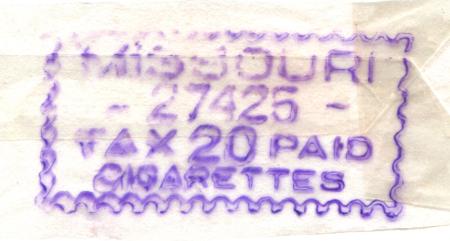 MISSOURI
- 27425 -
TAX 20 PAID
CIGARETTES